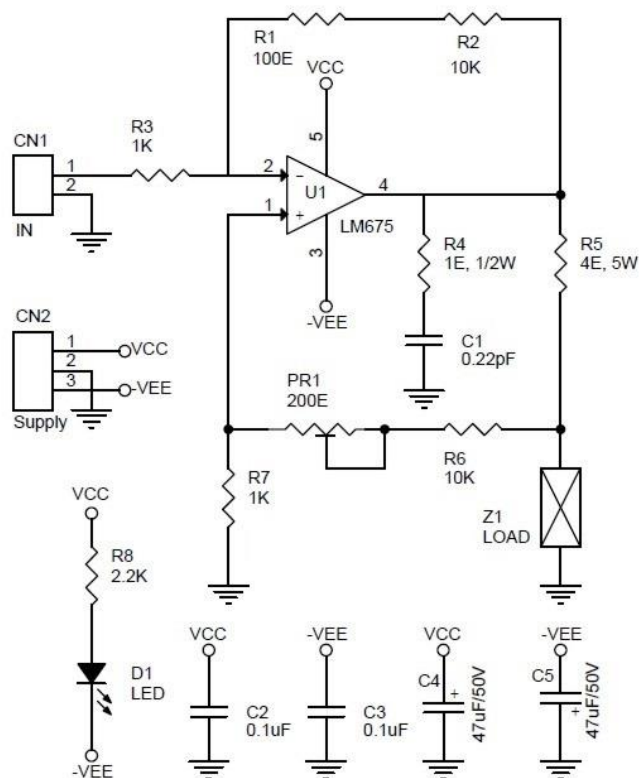 R1
100E
R2
10K
VCC
5
CN1
1
2
IN
R3
1K
2
-
U1
1
+
4
LM675
3
-VEE
R4
1E, 1/2W
R5
4E, 5W
C1
0.22pF
CN2
1
VCC
2
3
-VEE
Supply
PR1
200E
R6
10K
R7
1K
Z1
LOAD
VCC
R8
2.2K
D1
LED
-VEE
VCC
C2
0.1uF
-VEE
C3
0.1uF
VCC
C4
+
47uF/50V
-VEE
C5
+
47uF/50V